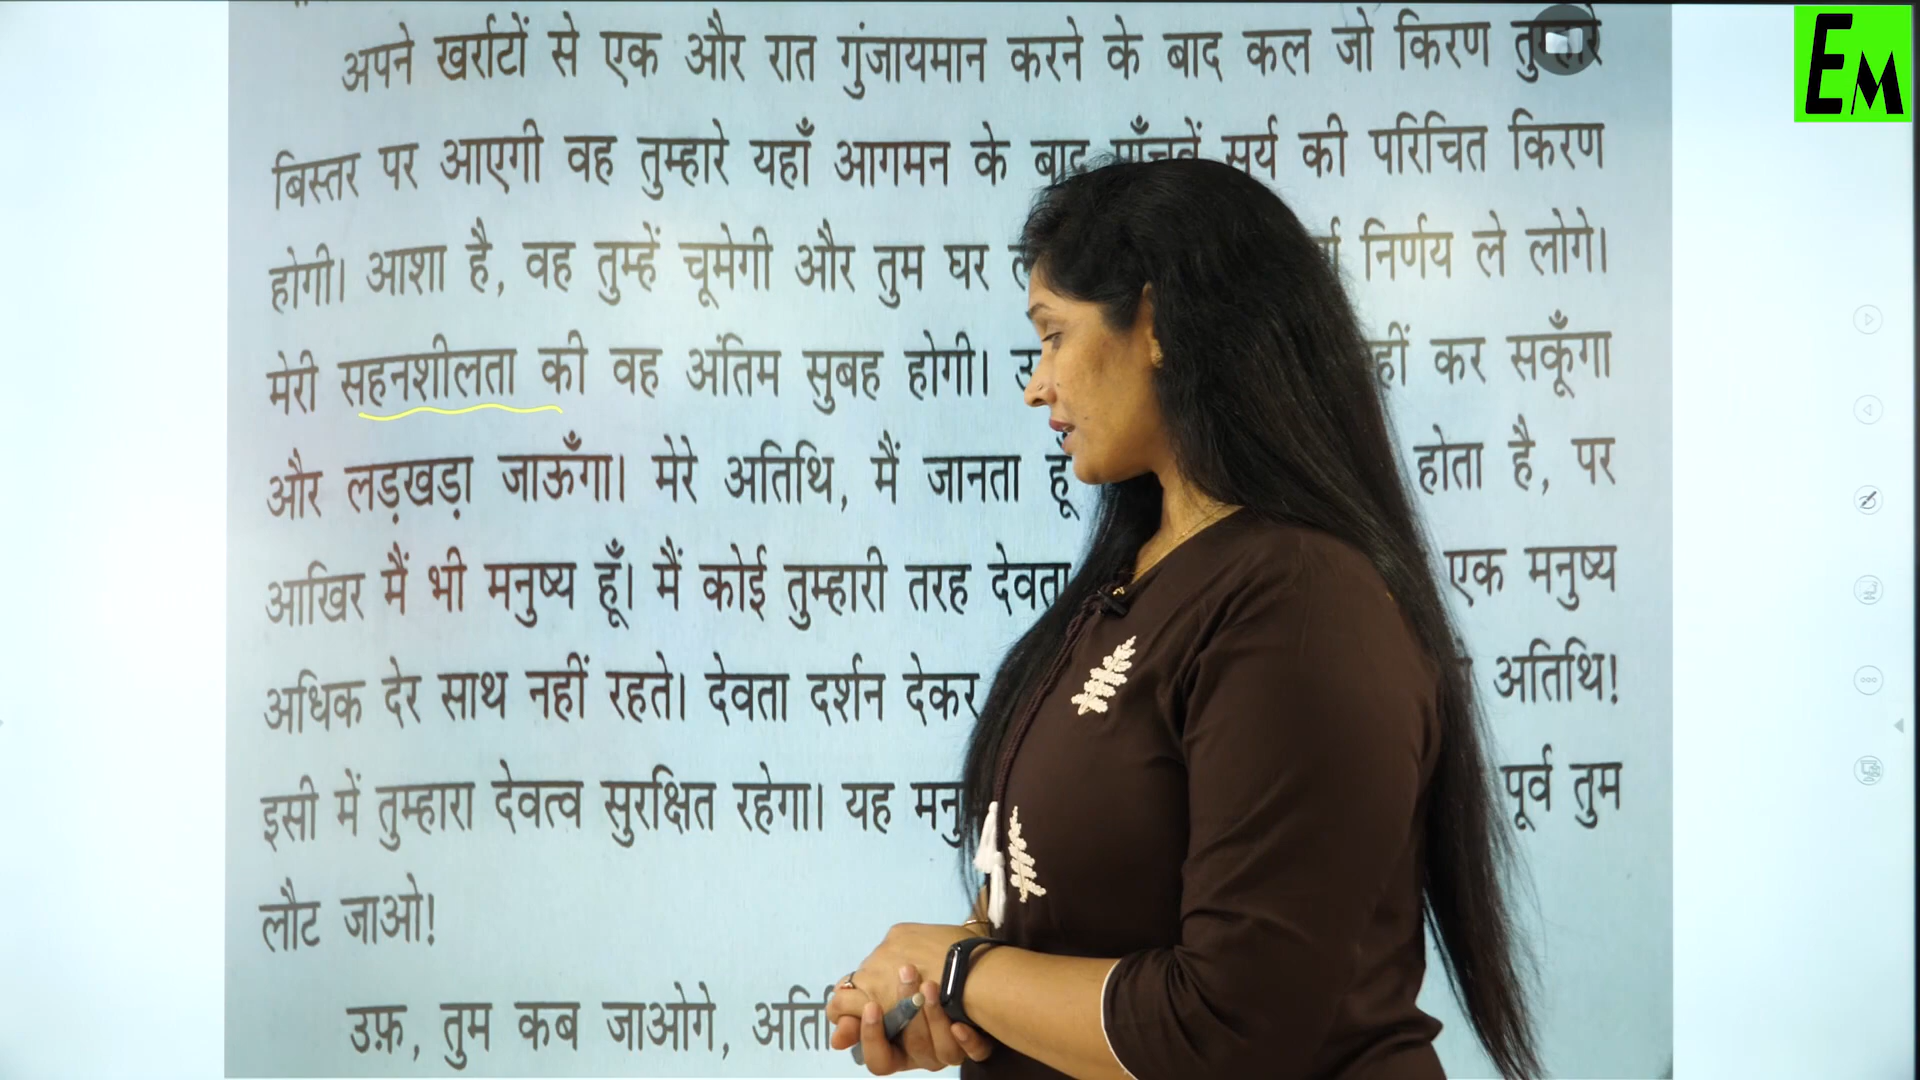 अपने खर्राटों से एक और रात गुंजायमान करने के बाद कल जो किरण
बिस्तर पर आएगी वह तुम्हारे यहाँ आगमन के बाद पाँचवें सूर्य की परिचित किरण
होगी। आशा है, वह तुम्हें चूमेगी और तुम घर निर्णय ले लोगे।
मेरी सहनशीलता की वह अंतिम सुबह होगी। कर सकूँगा
और लड़खड़ा जाऊँगा। मेरे अतिथि, मैं जानता हूँ होता है, पर
आखिर मैं भी मनुष्य हूँ। मैं कोई तुम्हारी तरह देवता एक मनुष्य
अधिक देर साथ नहीं रहते। देवता दर्शन देकर अतिथि!
इसी में तुम्हारा देवत्व सुरक्षित रहेगा। यह पूर्व तुम
लौट जाओ!
उफ़, तुम कब जाओगे,
EM